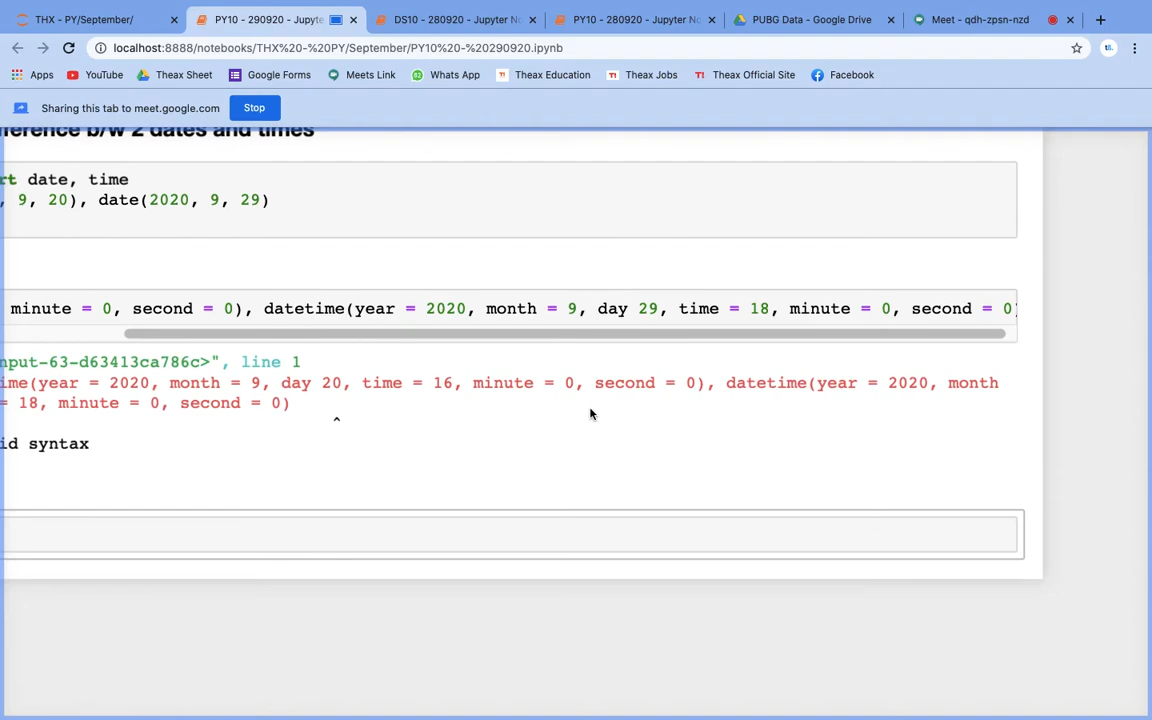 THX - PY/September/
PY10 - 290920 - Jupyte
DS10 - 280920 - Jupyter No
PY10 - 280920 - Jupyter No
PUBG Data - Google Drive
Meet - qdh-zpsn-nzd
localhost:8888/notebooks/THX%20-%20PY/September/PY10%20-%20290920.ipynb
Apps
YouTube
Theax Sheet
Google Forms
Meets Link
Whats App
Theax Education
Theax Jobs
Theax Official Site
Facebook
Sharing this tab to meet.google.com
Stop
ference b/w 2 dates and times
rt date, time
, 9, 20), date(2020, 9, 29)
minute = 0, second = 0), datetime(year = 2020, month = 9, day 29, time = 18, minute = 0, second = 0)
nput-63-d63413ca786c>", line 1
ime(year = 2020, month = 9, day 20, time = 16, minute = 0, second = 0), datetime(year = 2020, month
= 18, minute = 0, second = 0)
^
id syntax